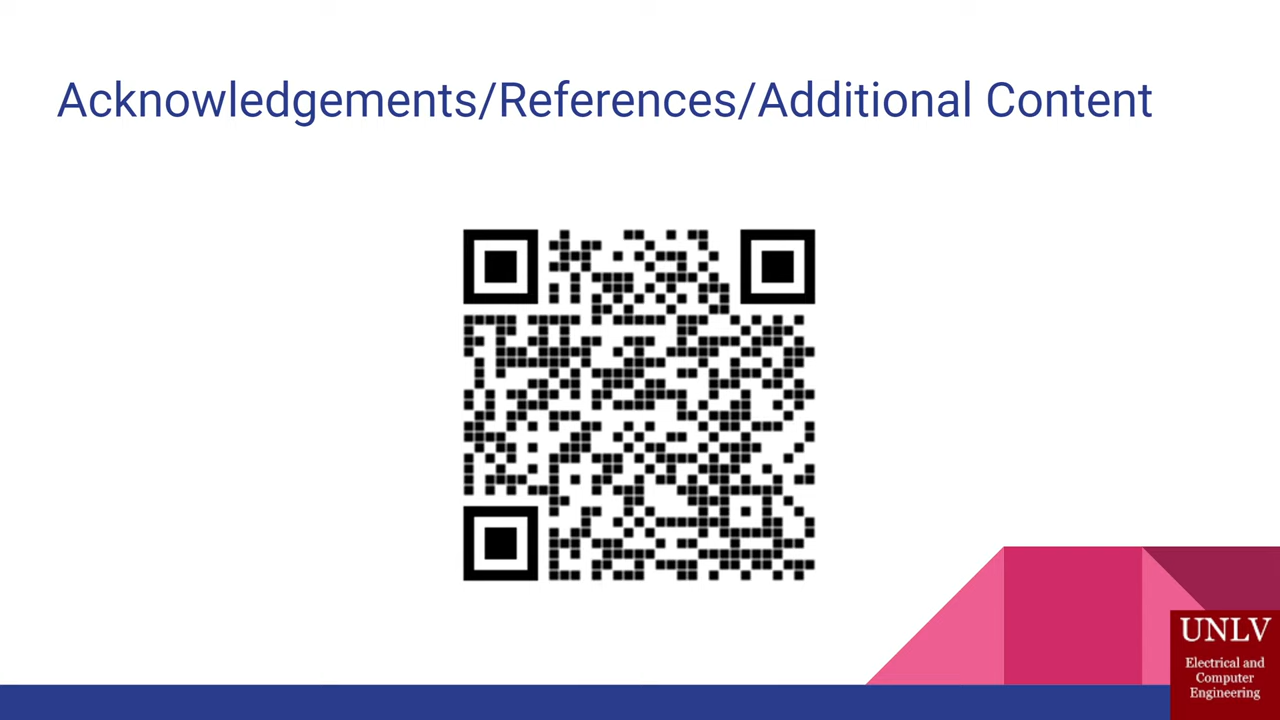 Acknowledgements/References/Additional Content
UNLV
Electrical and
Computer
Engineering